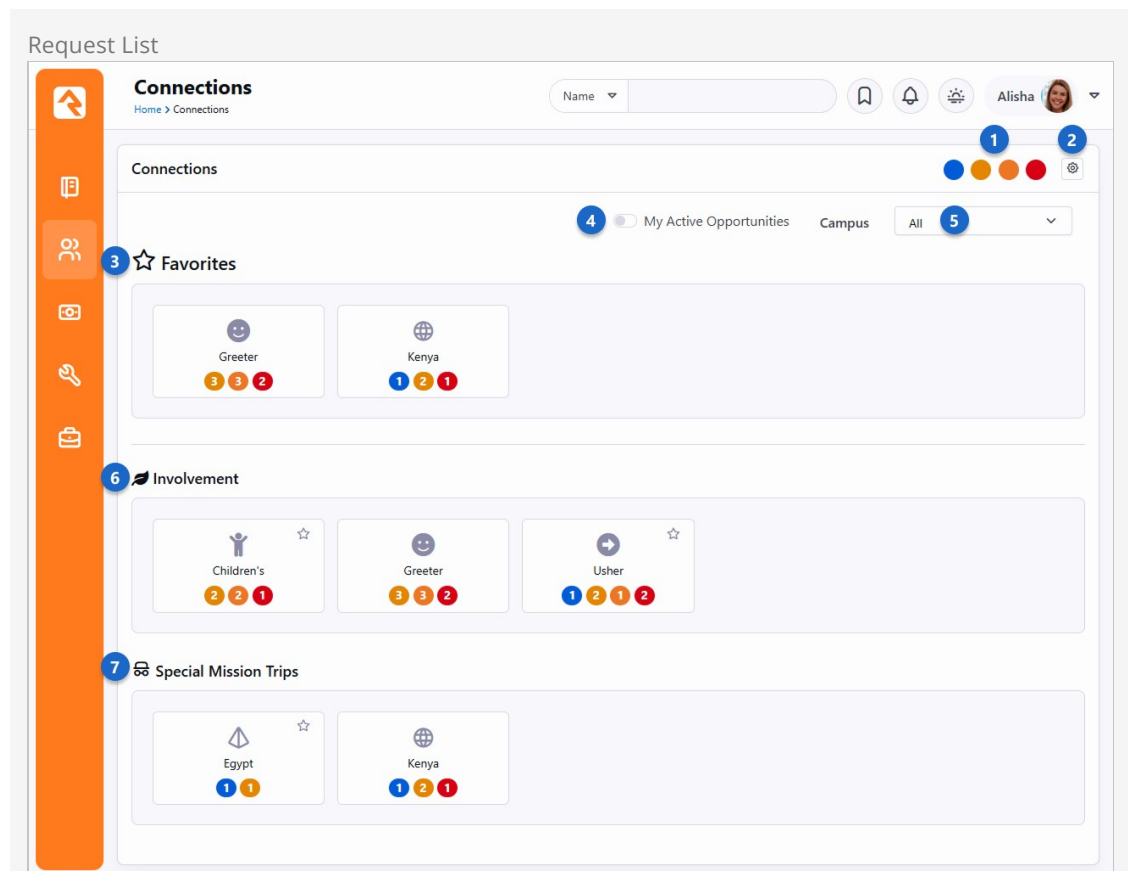 Request List
Connections
Home > Connections
Name
Alisha
1
2
Connections
4 My Active Opportunities Campus All 5
3 Favorites
Greeter
3 3 2
Kenya
1 2 1
6 Involvement
Children's
2 2 1
Greeter
3 3 2
Usher
1 2 1 2
7 Special Mission Trips
Egypt
1 1
Kenya
1 2 1